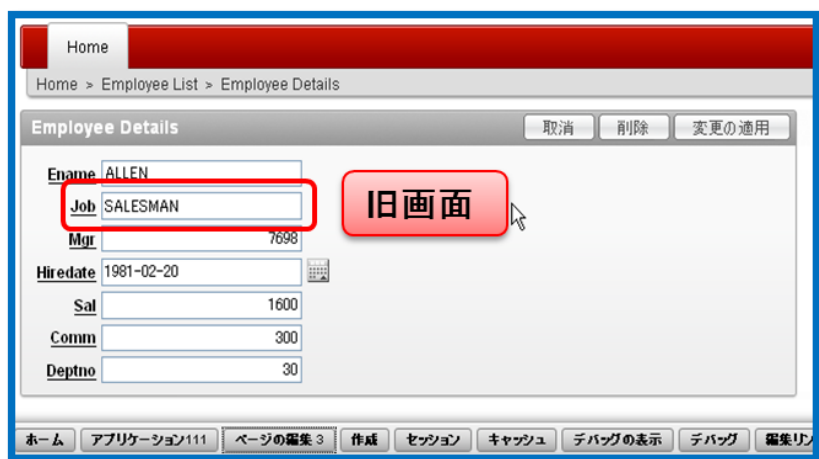 Home
Home > Employee List > Employee Details
Employee Details 取消 削除 変更の適用
Ename ALLEN
Job SALESMAN
旧画面
Mgr 7698
Hiredate 1981-02-20
Sal 1600
Comm 300
Deptno 30
ホーム アプリケーション111 ページの編集 3 作成 セッション キャッシュ デバッグの表示 デバッグ 編集リン